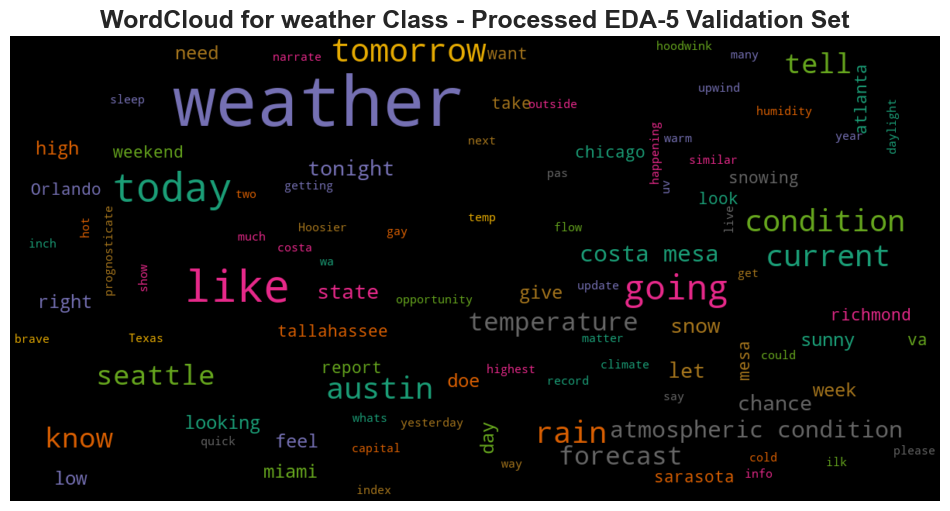 WordCloud for weather Class - Processed EDA-5 Validation Set
need
narrate
tomorrow
want
hoodwink
many
tell
weather
sleep
take
outside
upwind
humidity
atlanta
daylight
high
weekend
next
chicago
happening
warm
year
similar
Orlando
today
tonight
getting
two
pas
uv
snowing
look
live
hot
prognosticate
Hoosier
gay
temp
flow
condition
inch
much
costa
wa
costa mesa
current
show
like
state
opportunity
give
update
going
get
right
tallahassee
temperature
snow
richmond
brave
Texas
matter
mesa
sunny
va
could
seattle
report
austin
doe
highest
record
climate
let
week
say
chance
looking
whats
yesterday
know
quick
feel
capital
day
rain
atmospheric condition
forecast
please
low
miami
way
cold
ilk
sarasota
info
index